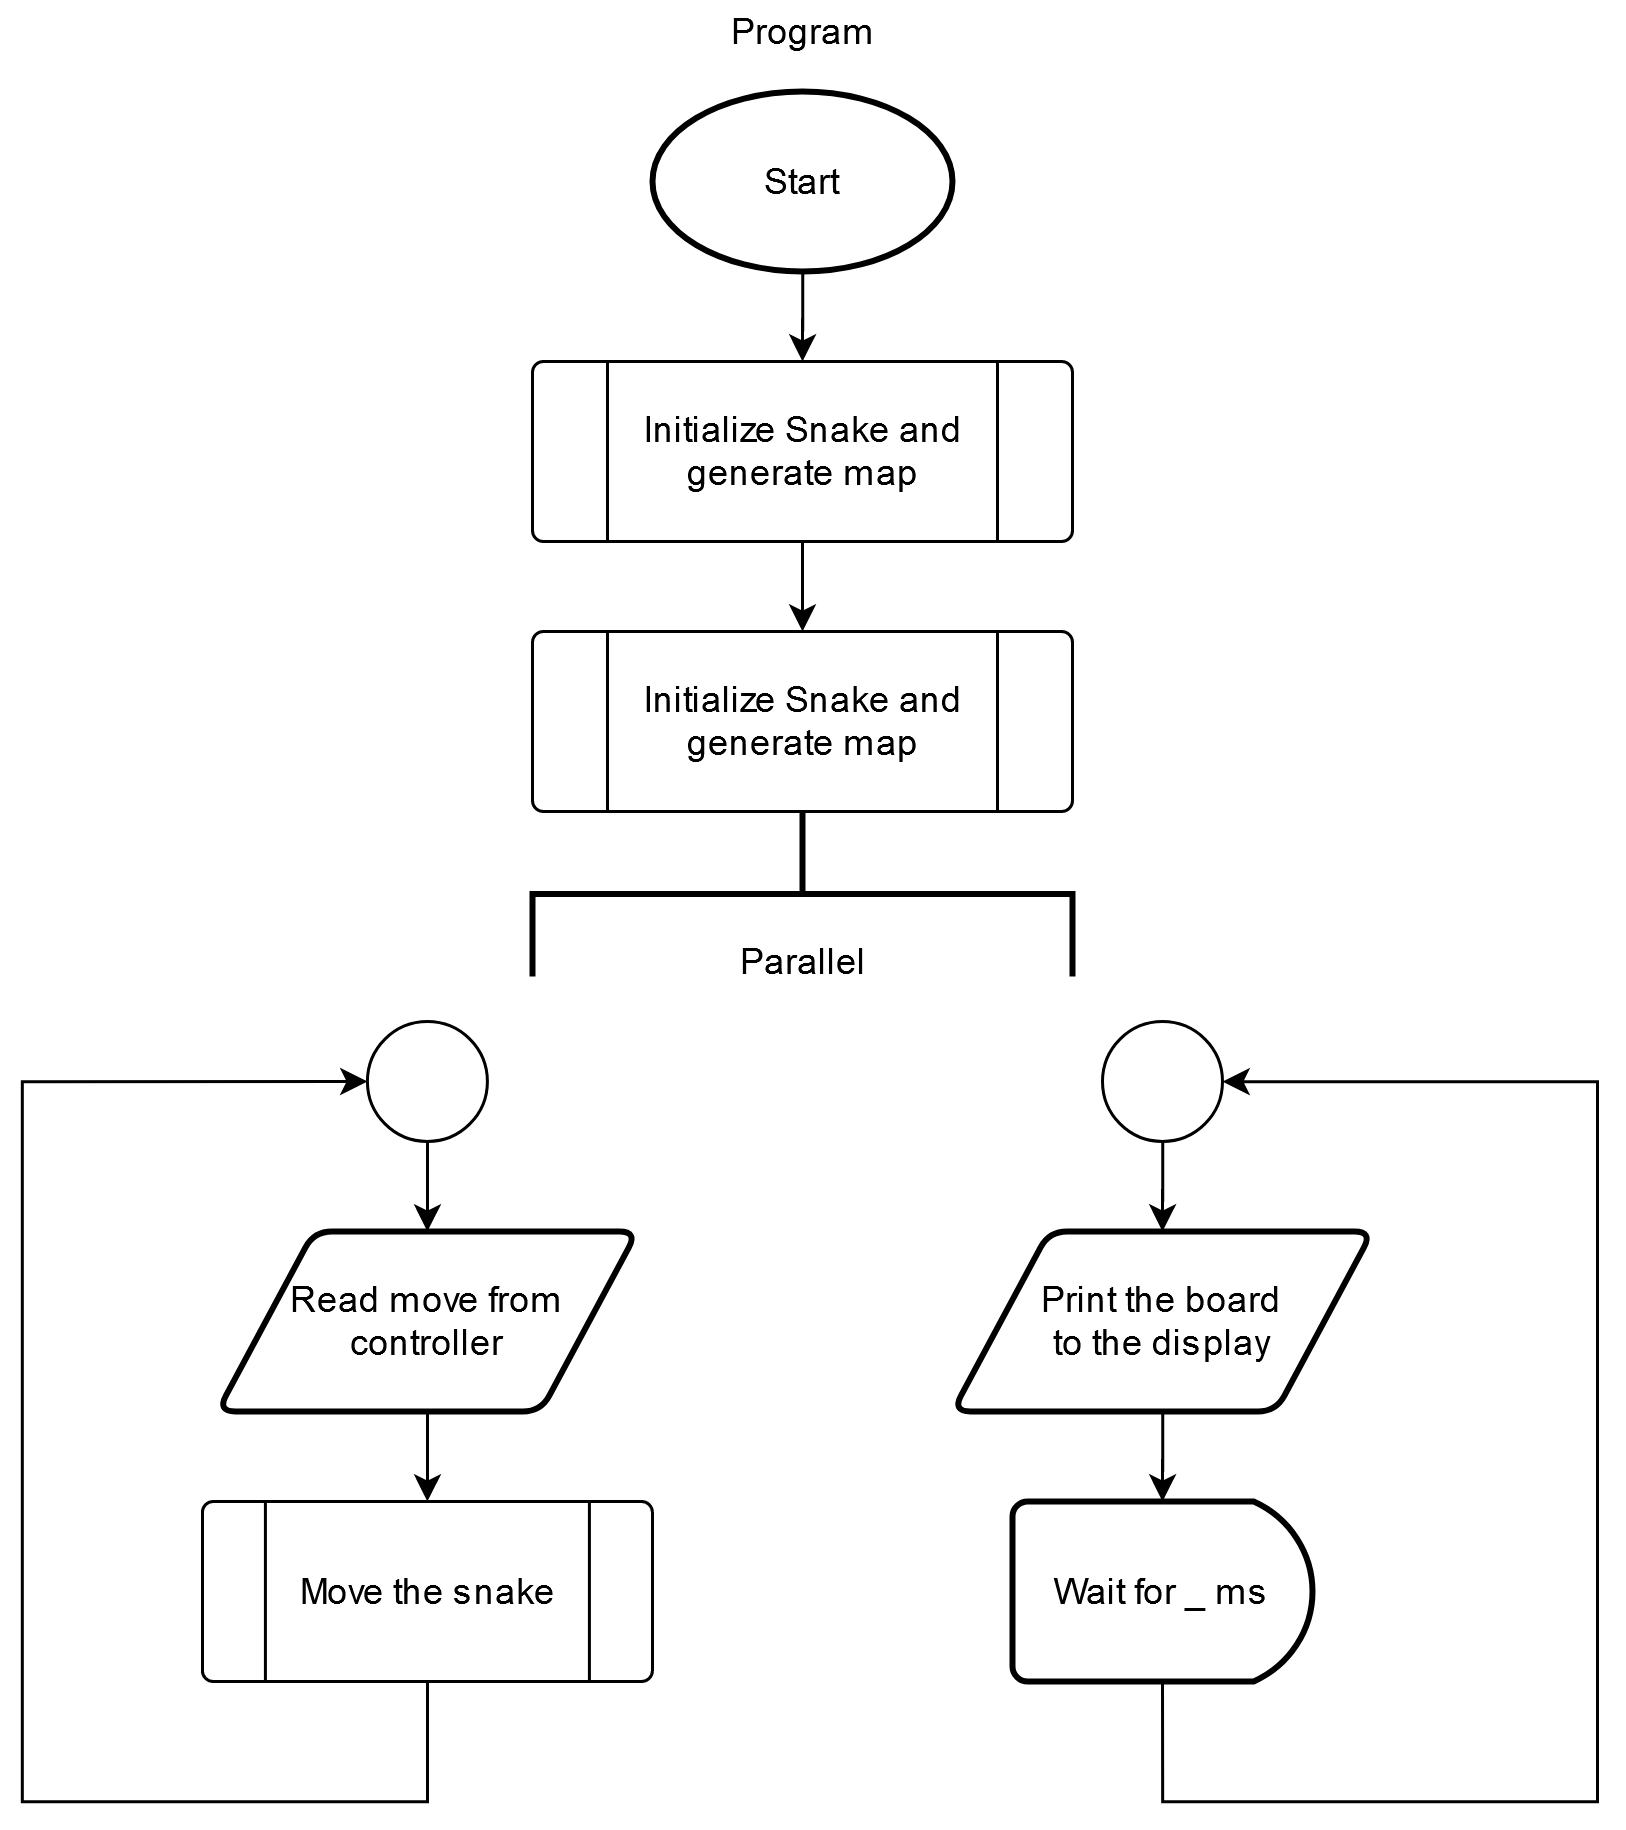 Program
Start
Initialize Snake and
generate map
Initialize Snake and
generate map
Parallel
Read move from
controller
Print the board
to the display
Move the snake
Wait for _ ms